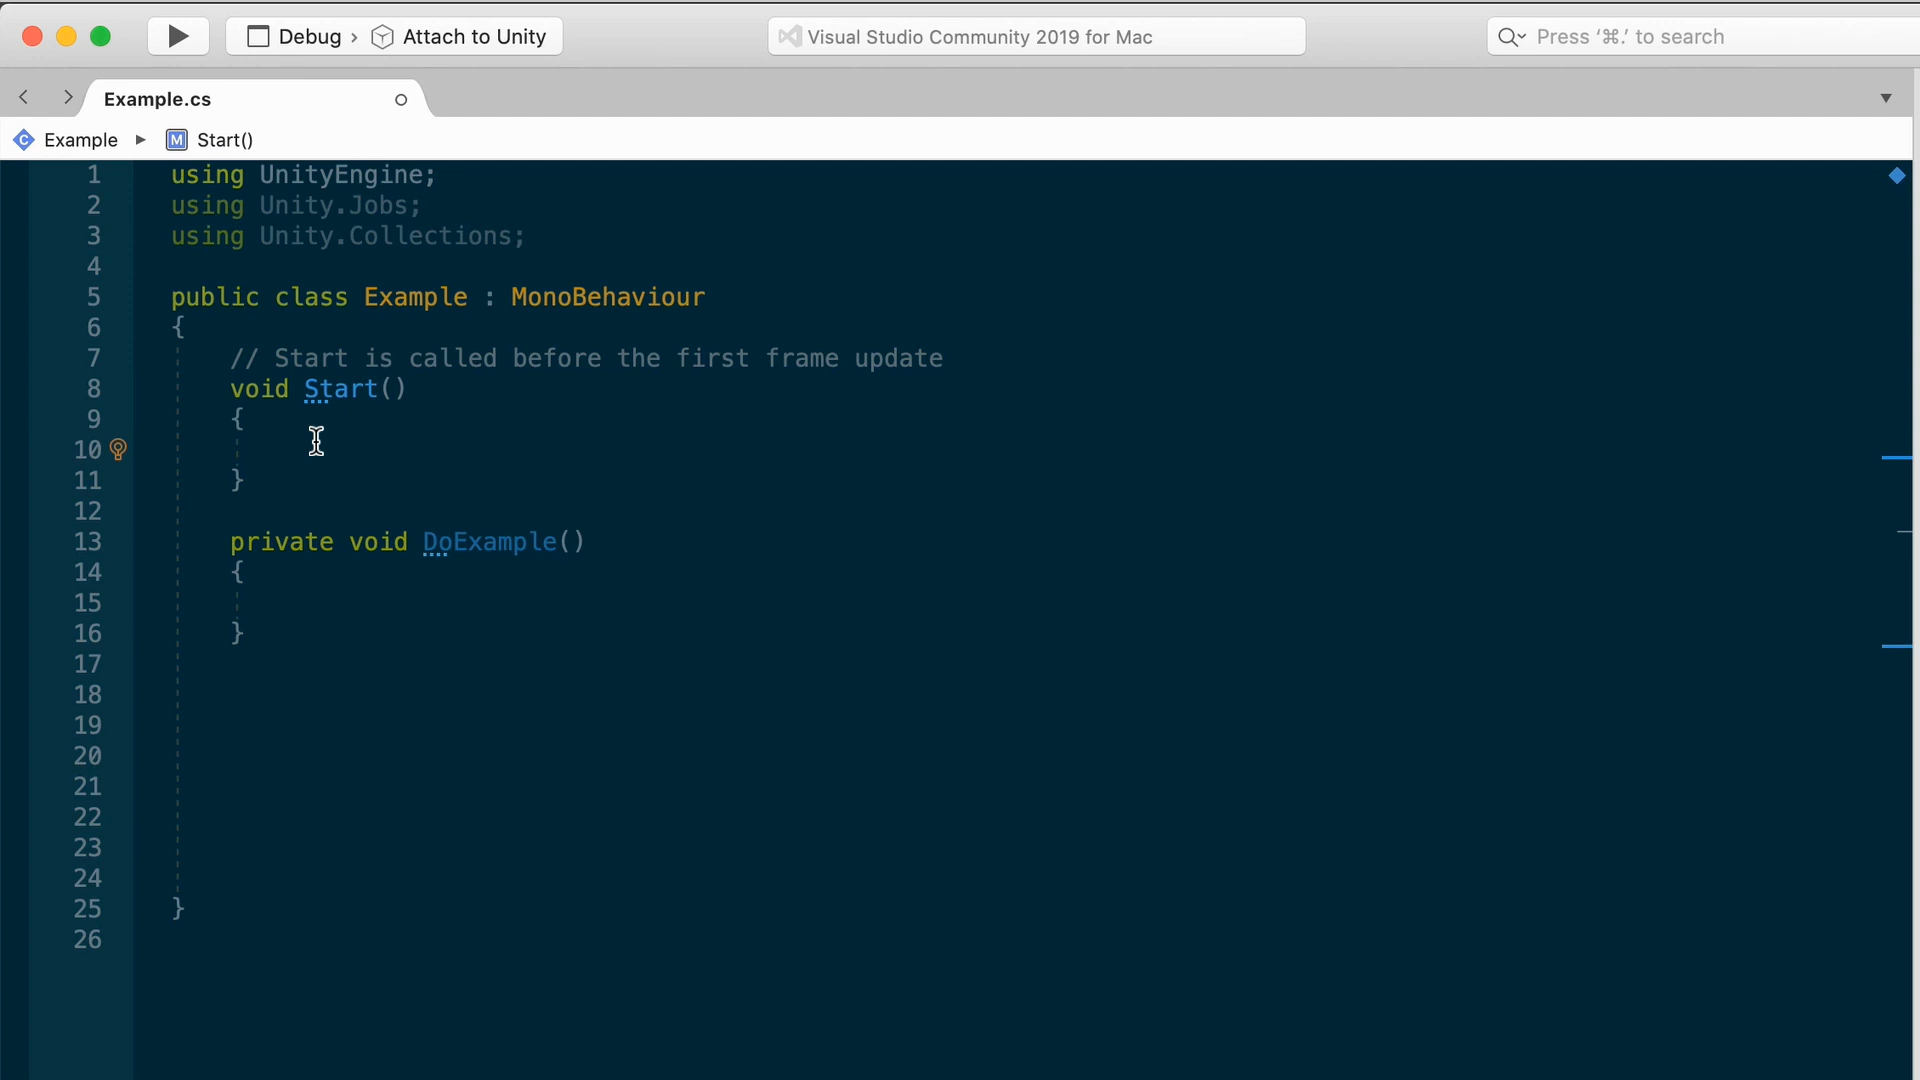 Debug › Attach to Unity
Visual Studio Community 2019 for Mac
Press ‘⌘.’ to search
Example.cs
C Example ▸ M Start()
1 using UnityEngine;
2 using Unity.Jobs;
3 using Unity.Collections;
4
5 public class Example : MonoBehaviour
6 {
7 // Start is called before the first frame update
8 void Start()
9 {
10
11 }
12
13 private void DoExample()
14 {
15
16 }
17
18
19
20
21
22
23
24
25 }
26